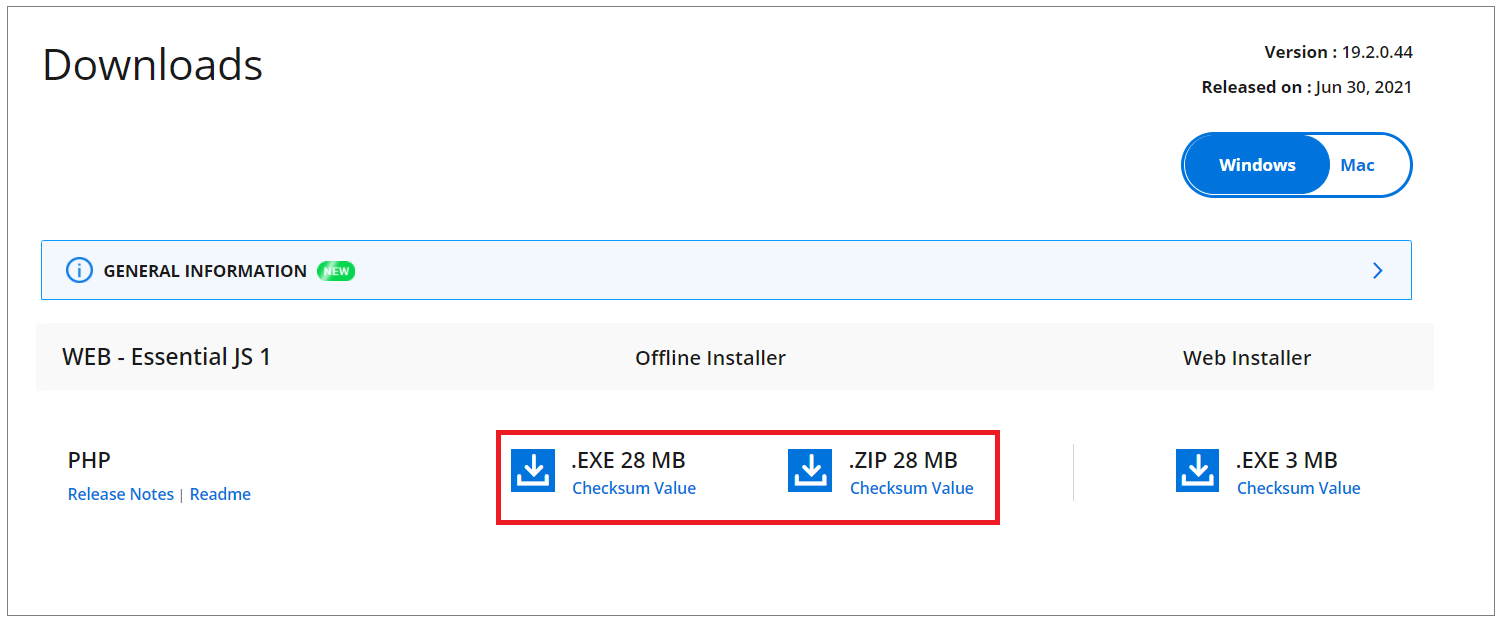 Downloads
Version : 19.2.0.44
Released on : Jun 30, 2021
Windows
Mac
GENERAL INFORMATION NEW
WEB - Essential JS 1
Offline Installer
Web Installer
PHP
.EXE 28 MB
.ZIP 28 MB
.EXE 3 MB
Release Notes | Readme
Checksum Value
Checksum Value
Checksum Value